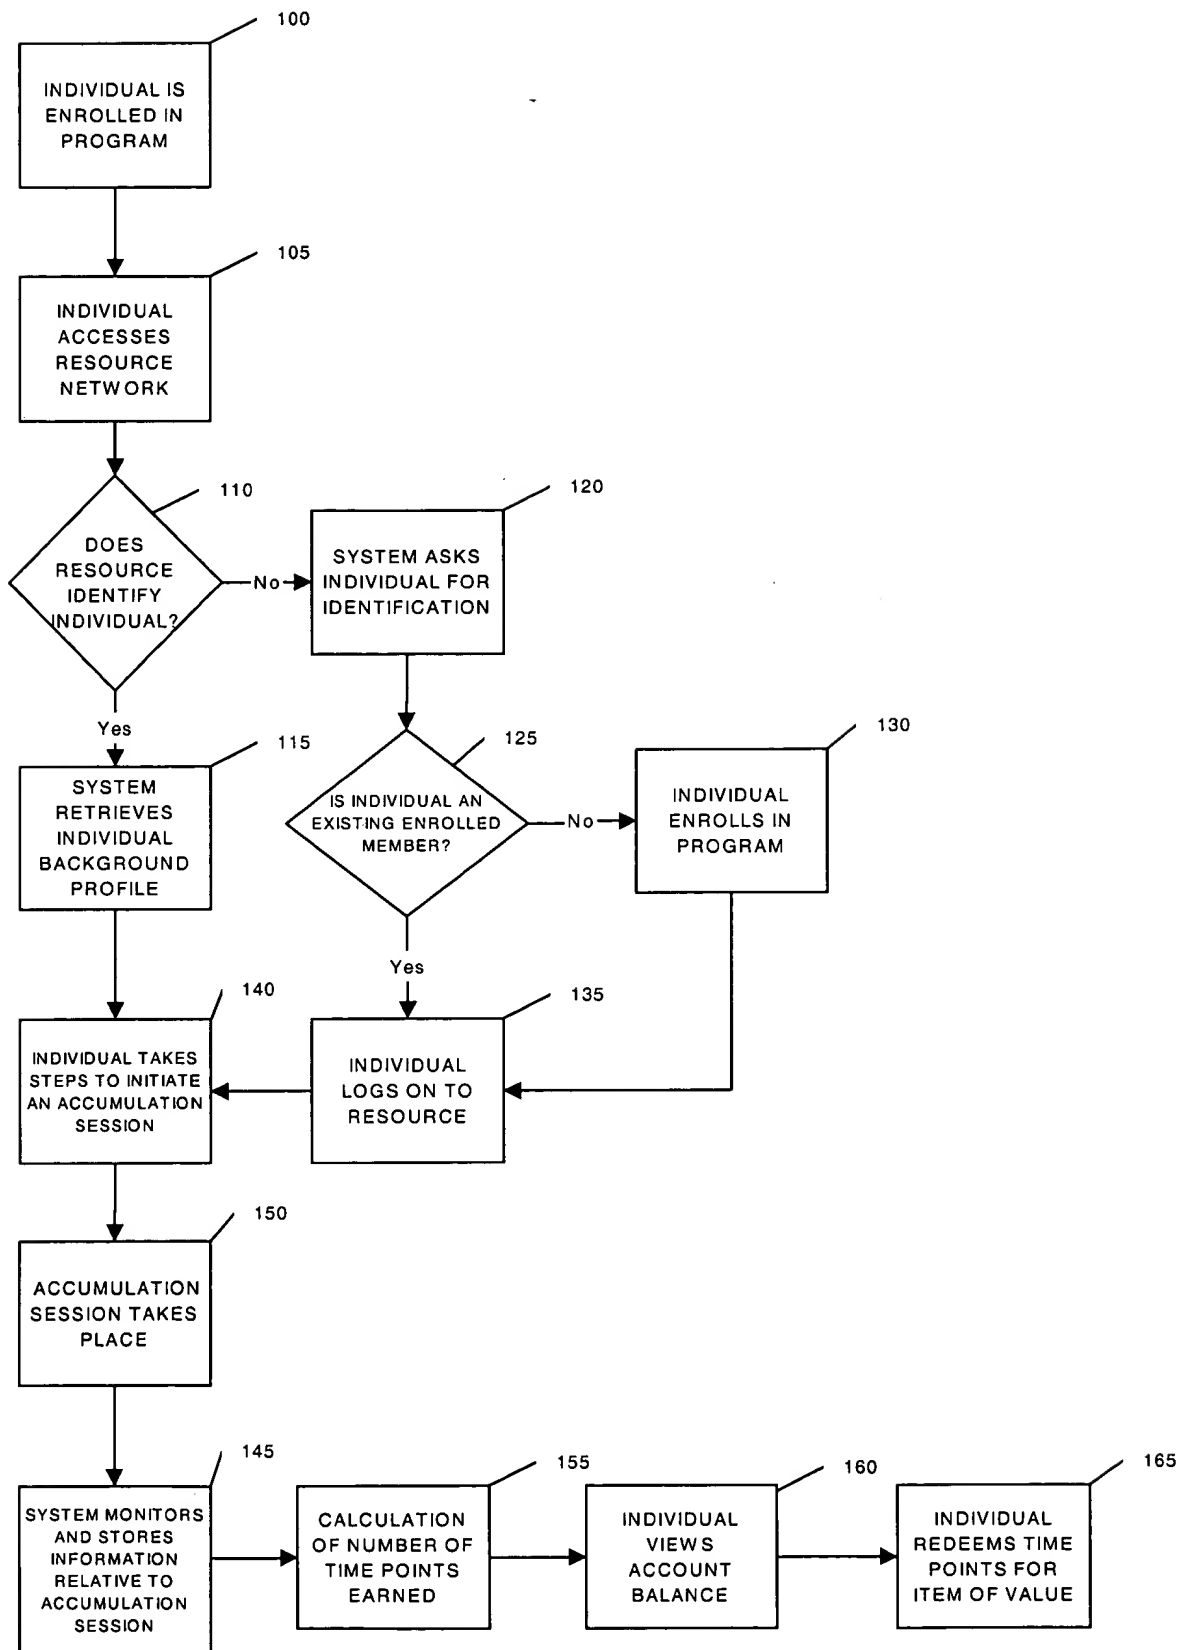 100
INDIVIDUAL IS
ENROLLED IN
PROGRAM
105
INDIVIDUAL
ACCESSES
RESOURCE
NETWORK
110
DOES
RESOURCE
IDENTIFY
INDIVIDUAL?
No
Yes
120
SYSTEM ASKS
INDIVIDUAL FOR
IDENTIFICATION
115
SYSTEM
RETRIEVES
INDIVIDUAL
BACKGROUND
PROFILE
125
IS INDIVIDUAL AN
EXISTING ENROLLED
MEMBER?
No
Yes
130
INDIVIDUAL
ENROLLS IN
PROGRAM
140
INDIVIDUAL TAKES
STEPS TO INITIATE
AN ACCUMULATION
SESSION
135
INDIVIDUAL
LOGS ON TO
RESOURCE
150
ACCUMULATION
SESSION TAKES
PLACE
145
SYSTEM MONITORS
AND STORES
INFORMATION
RELATIVE TO
ACCUMULATION
SESSION
155
CALCULATION
OF NUMBER OF
TIME POINTS
EARNED
160
INDIVIDUAL
VIEWS
ACCOUNT
BALANCE
165
INDIVIDUAL
REDEEMS TIME
POINTS FOR
ITEM OF VALUE